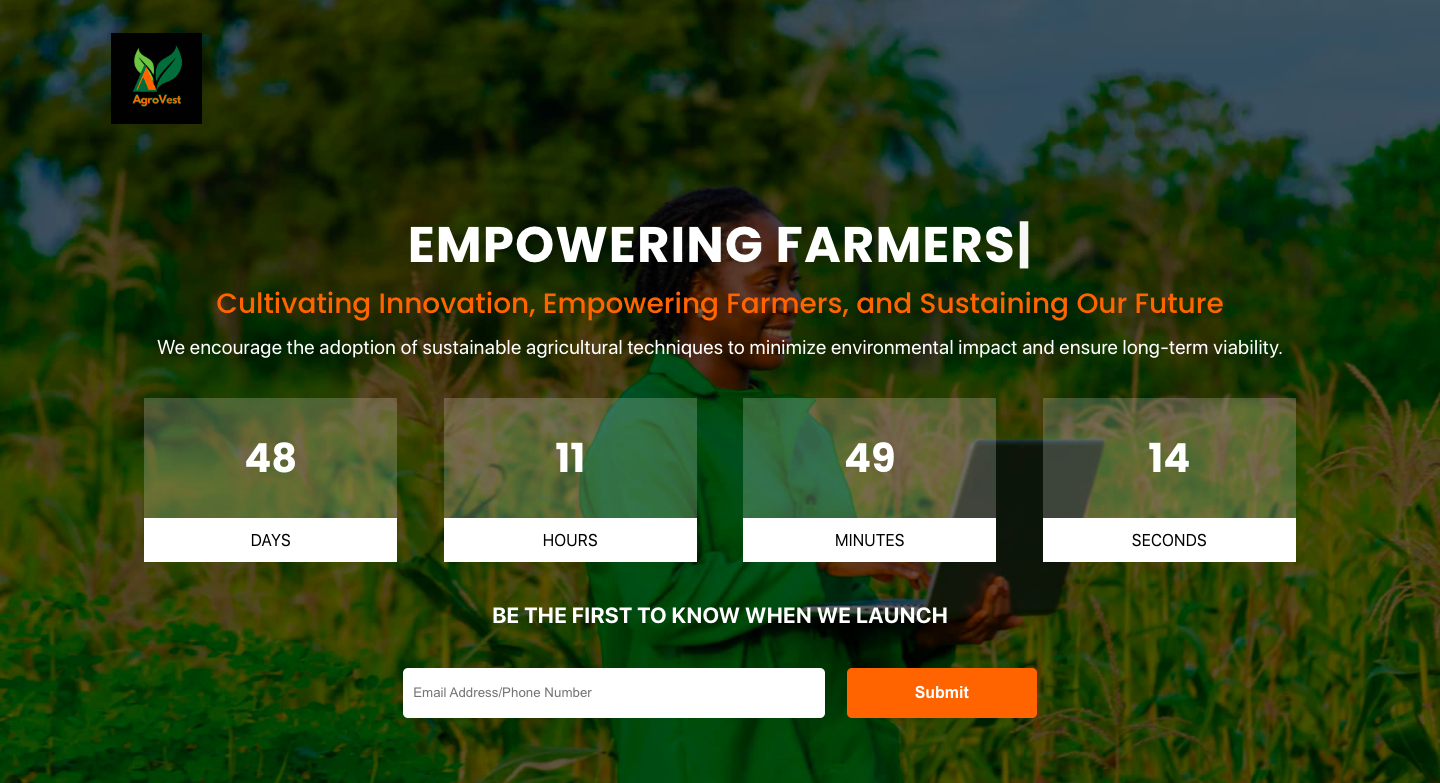 AgroVest
EMPOWERING FARMERS|
Cultivating Innovation, Empowering Farmers, and Sustaining Our Future
We encourage the adoption of sustainable agricultural techniques to minimize environmental impact and ensure long-term viability.
48 11 49 14
DAYS HOURS MINUTES SECONDS
BE THE FIRST TO KNOW WHEN WE LAUNCH
Email Address/Phone Number Submit